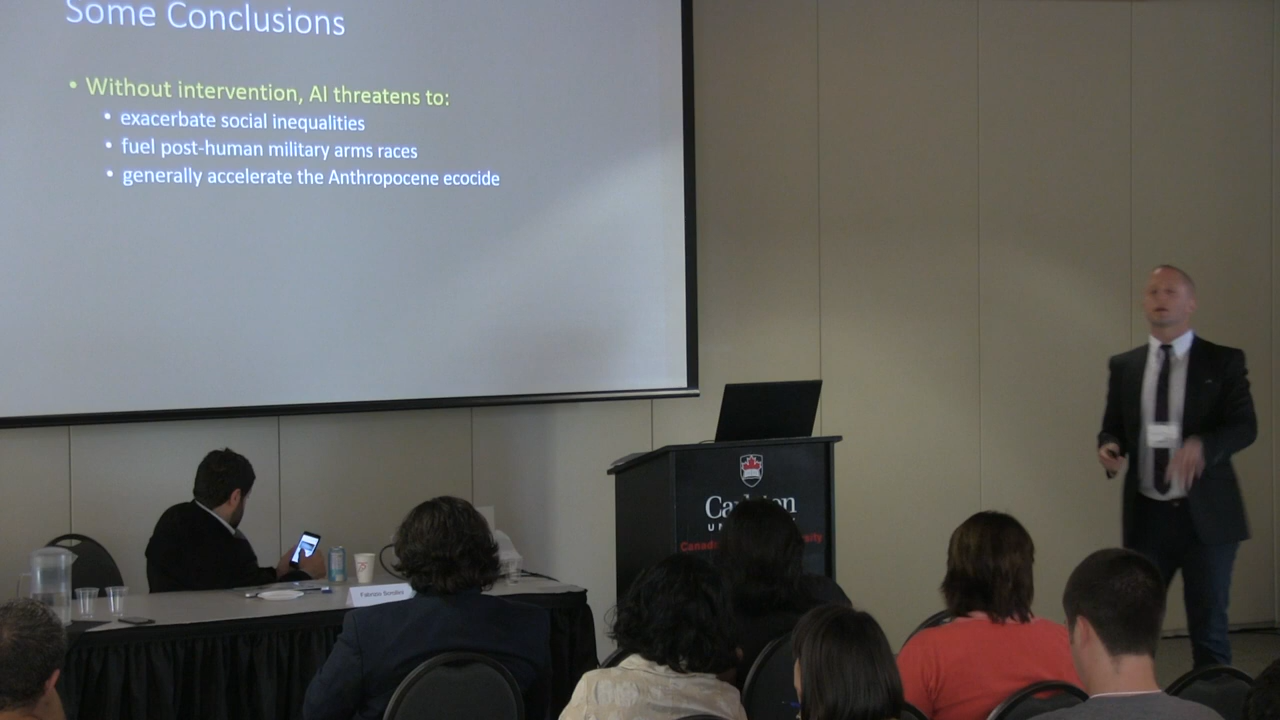 Some Conclusions
• Without intervention, AI threatens to:
• exacerbate social inequalities
• fuel post-human military arms races
• generally accelerate the Anthropocene ecocide